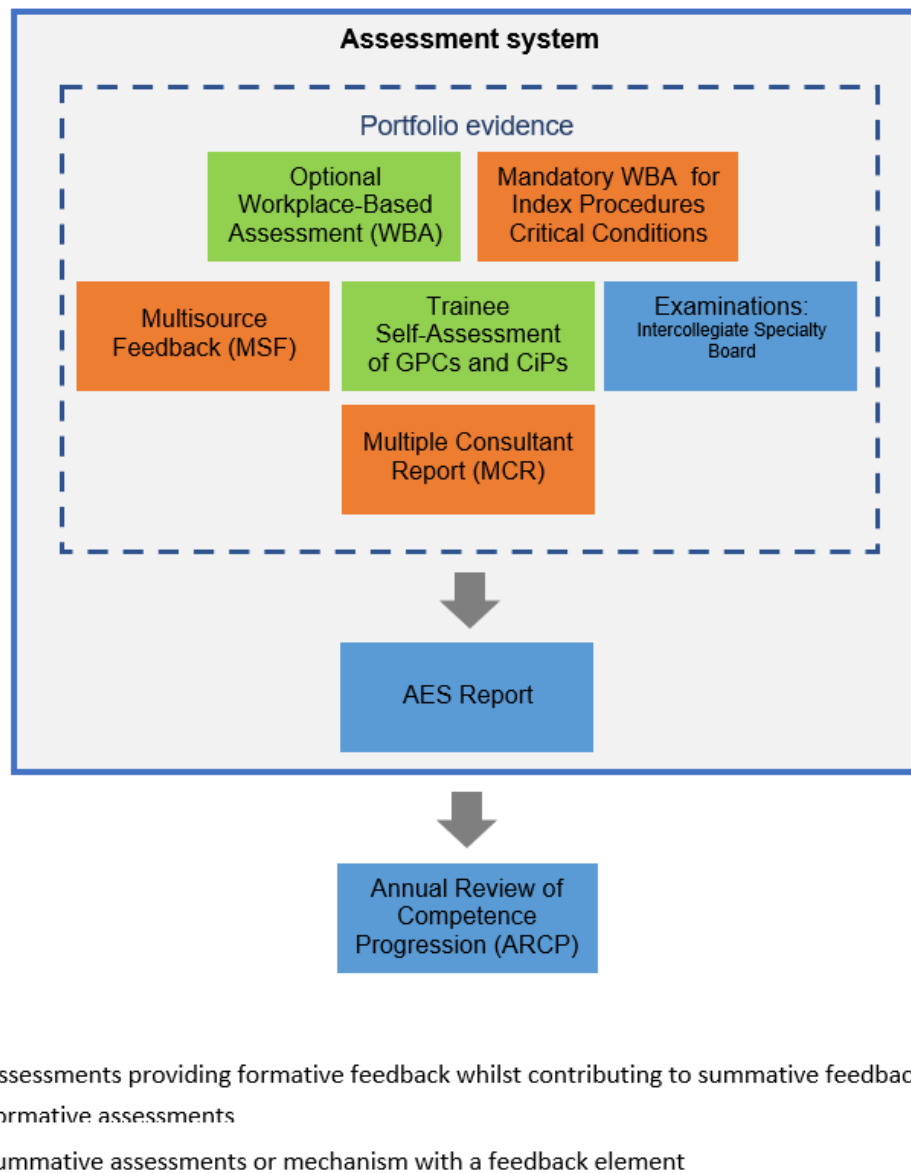 Assessment system
Portfolio evidence
Optional
Workplace-Based
Assessment (WBA)
Mandatory WBA for
Index Procedures
Critical Conditions
Multisource
Feedback (MSF)
Trainee
Self-Assessment
of GPCs and CiPs
Examinations:
Intercollegiate Specialty
Board
Multiple Consultant
Report (MCR)
AES Report
Annual Review of
Competence
Progression (ARCP)
ssessments providing formative feedback whilst contributing to summative feedbac
ormative assessments
ummative assessments or mechanism with a feedback element